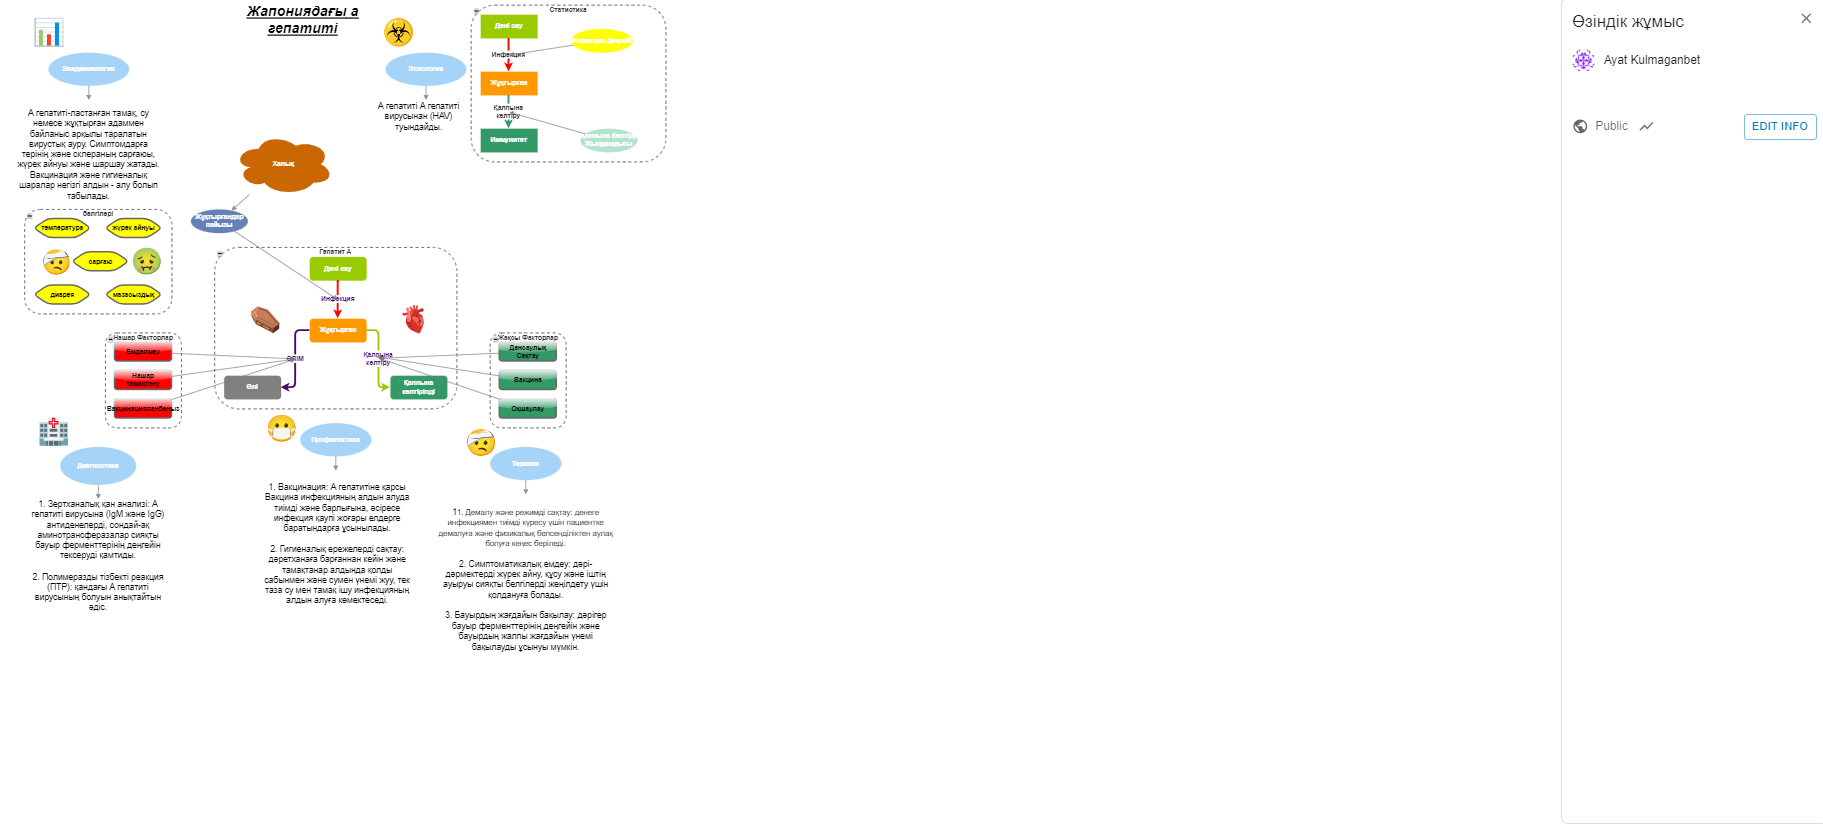 Жапониядағы а
гепатиті
Эпидемиология
А гепатиті-ластанған тамақ, су
немесе жұқтырған адаммен
байланыс арқылы таралатын
вирустық ауру. Симптомдарға
терінің және склераның сарғаюы,
жүрек айнуы және шаршау жатады.
Вакцинация және гигиеналық
шаралар негізгі алдын - алу болып
табылады.
Этиология
А гепатиті А гепатиті
вирусынан (HAV)
туындайды.
Статистика
Дені сау
Инфекция
Жұқтырған
Қалпына
келтіру
Иммунитет
Халық
Жұқтырғандар
пайызы
белгілері
температура
жүрек айнуы
сарғаю
диарея
мазасыздық
Гепатит А
Дені сау
Инфекция
Жұқтырған
ӨЛІМ
Қалпына
келтіру
Өлі
Қалпына
келтірілді
Нашар Факторлар
Емделмеу
Нашар
тамақтану
Вакцинацияланбаңыз
Жақсы Факторлар
Денсаулық
Сақтау
Вакцина
Оқшаулау
Диагностика
1. Зертханалық қан анализі: А
гепатиті вирусына (IgM және IgG)
антиденелерді, сондай-ақ
аминотрансферазалар сияқты
бауыр ферменттерінің деңгейін
тексеруді қамтиды.
2. Полимеразды тізбекті реакция
(ПТР): қандағы А гепатиті
вирусының болуын анықтайтын
әдіс.
Профилактика
1. Вакцинация: А гепатитіне қарсы
Вакцина инфекцияның алдын алуда
тиімді және барлығына, әсіресе
инфекция қаупі жоғары елдерге
баратындарға ұсынылады.
2. Гигиеналық ережелерді сақтау:
дәретханаға барғаннан кейін және
тамақтанар алдында қолды
сабынмен және сумен үнемі жуу, тек
таза су мен тамақ ішу инфекцияның
алдын алуға көмектеседі.
Терапия
11. Демалу және режимді сақтау: денеге
инфекциямен тиімді күресу үшін пациентке
демалуға және физикалық белсенділіктен аулақ
болуға кеңес беріледі.
2. Симптоматикалық емдеу: дәрі-
дәрмектерді жүрек айну, құсу және іштің
ауыруы сияқты белгілерді жеңілдету үшін
қолдануға болады.
3. Бауырдың жағдайын бақылау: дәрігер
бауыр ферменттерінің деңгейін және
бауырдың жалпы жағдайын үнемі
бақылауды ұсынуы мүмкін.
Өзіндік жұмыс
Ayat Kulmaganbet
Public
EDIT INFO